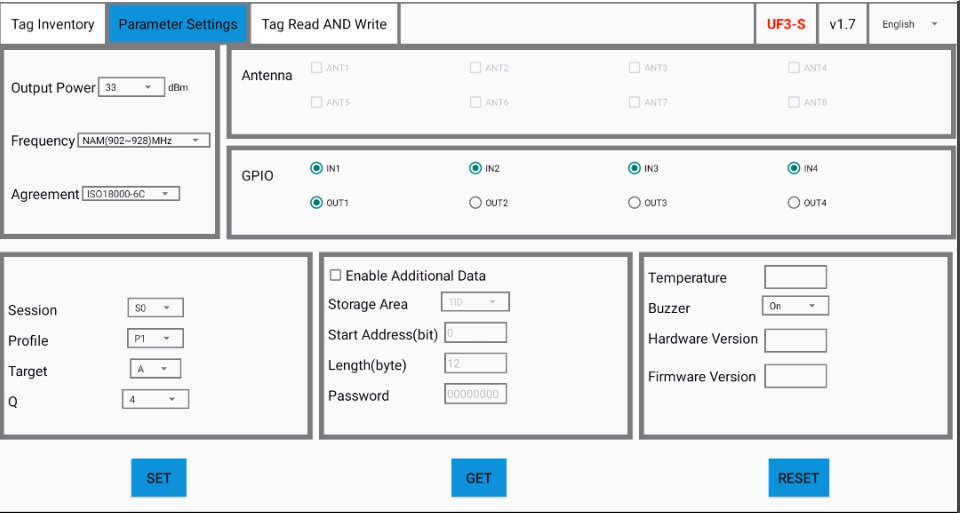 Tag Inventory Parameter Settings Tag Read AND Write UF3-S v1.7 English
Output Power 33 dBm
Frequency NAM(902~928)MHz
Agreement ISO18000-6C
Antenna
ANT1 ANT2 ANT3 ANT4
ANT5 ANT6 ANT7 ANT8
GPIO
IN1 IN2 IN3 IN4
OUT1 OUT2 OUT3 OUT4
Session S0
Profile P1
Target A
Q 4
Enable Additional Data
Storage Area TID
Start Address(bit) 0
Length(byte) 12
Password 00000000
Temperature
Buzzer On
Hardware Version
Firmware Version
SET GET RESET